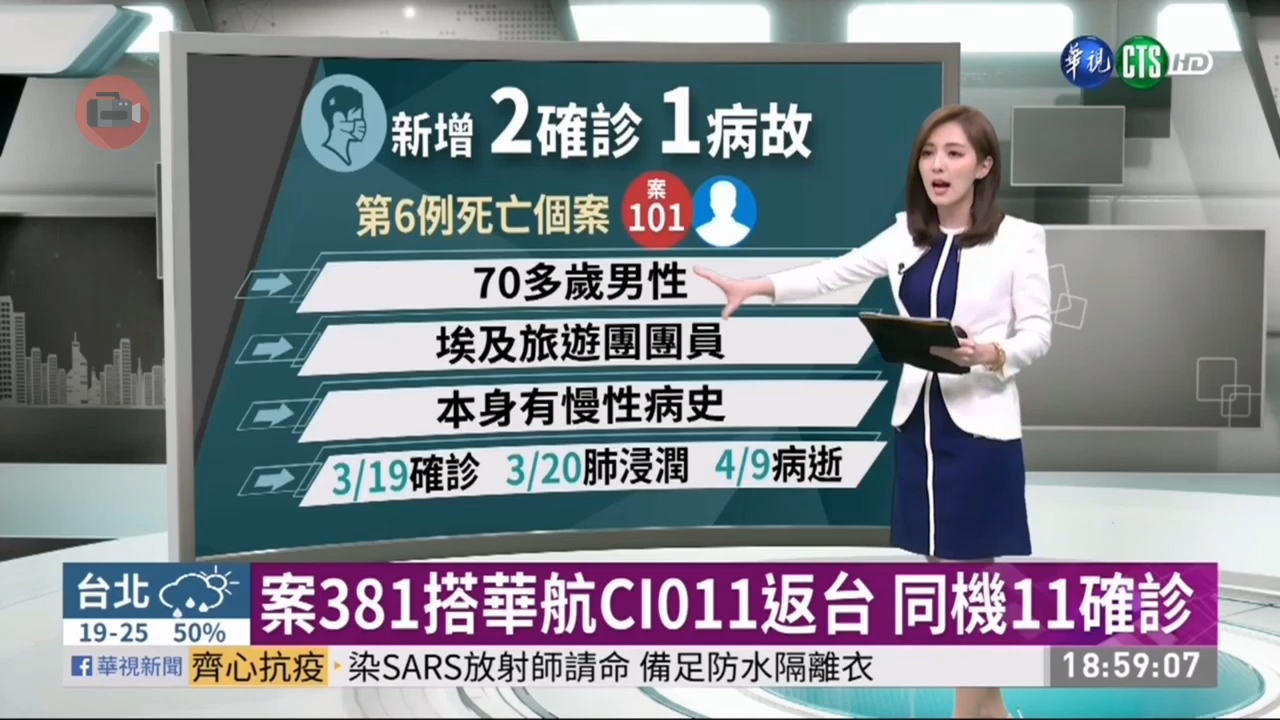 華視 CTS HD
新增 2確診 1病故
第6例死亡個案 案101
70多歲男性
埃及旅遊團團員
本身有慢性病史
3/19確診 3/20肺浸潤 4/9病逝
台北
19-25 50%
案381搭華航CI011返台 同機11確診
華視新聞 齊心抗疫 染SARS放射師請命 備足防水隔離衣
18:59:07